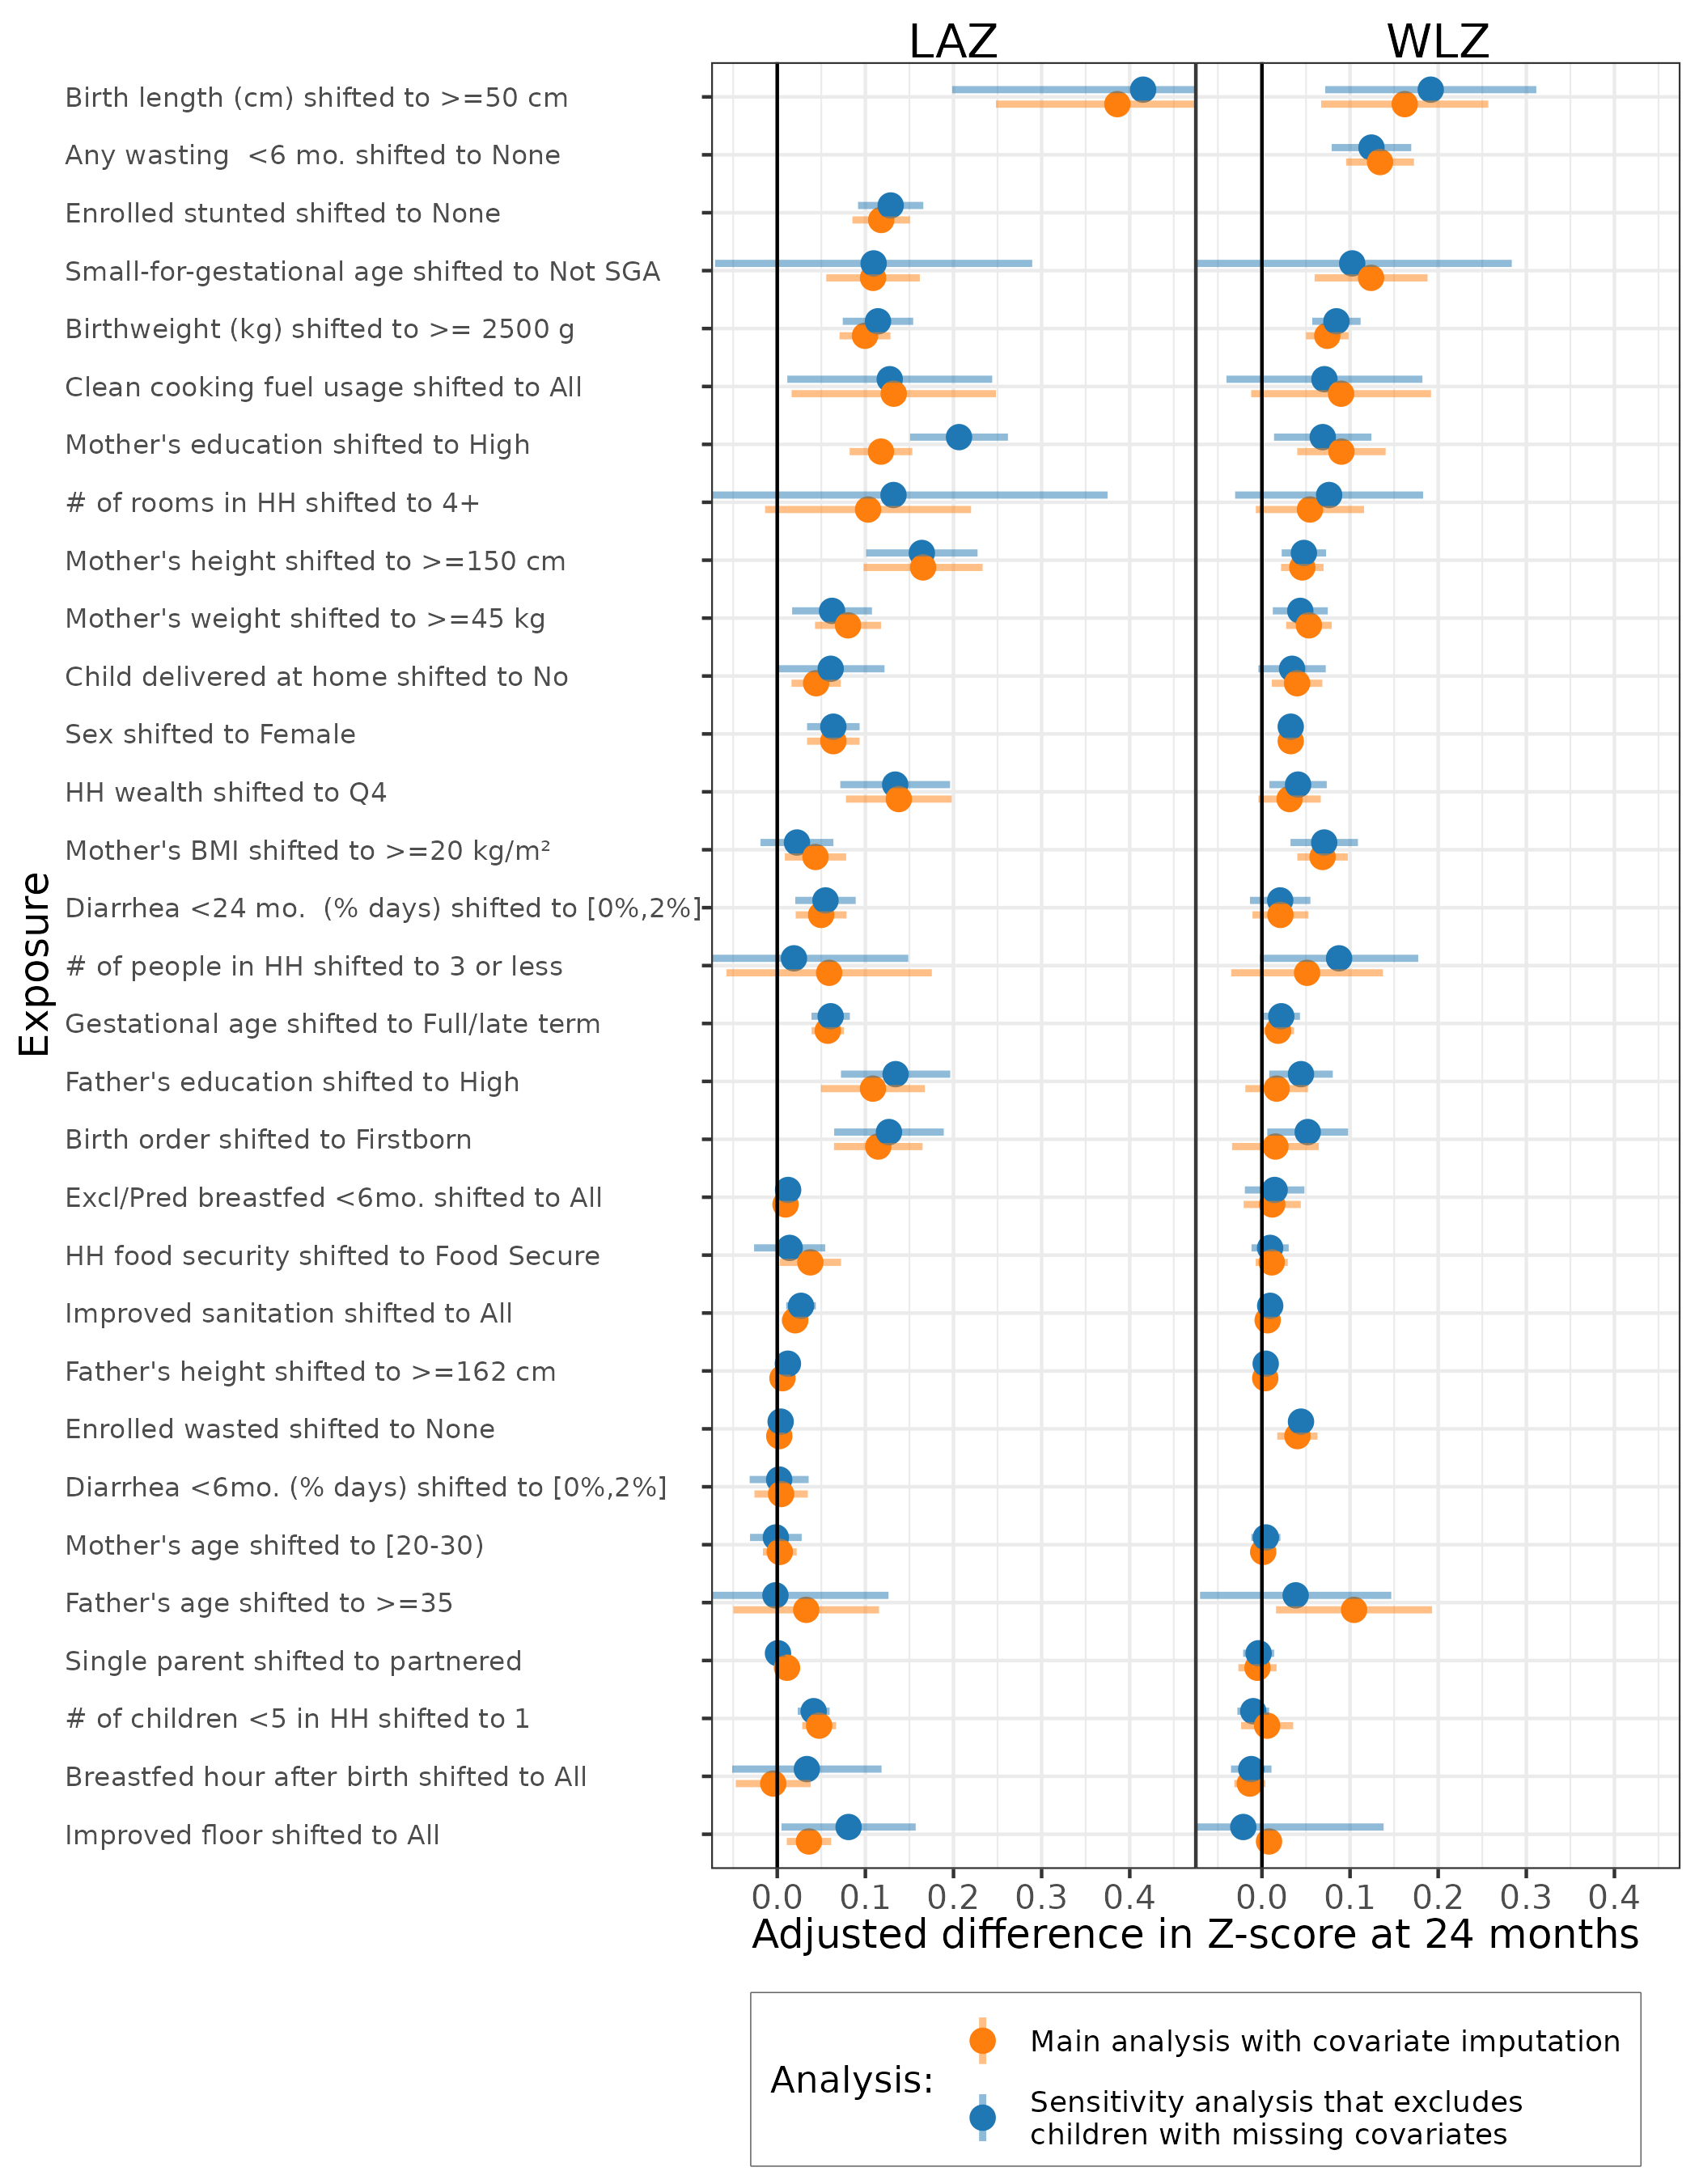 LAZ
WLZ
Exposure
Birth length (cm) shifted to >=50 cm
Any wasting  <6 mo. shifted to None
Enrolled stunted shifted to None
Small-for-gestational age shifted to Not SGA
Birthweight (kg) shifted to >= 2500 g
Clean cooking fuel usage shifted to All
Mother's education shifted to High
# of rooms in HH shifted to 4+
Mother's height shifted to >=150 cm
Mother's weight shifted to >=45 kg
Child delivered at home shifted to No
Sex shifted to Female
HH wealth shifted to Q4
Mother's BMI shifted to >=20 kg/m²
Diarrhea <24 mo.  (% days) shifted to [0%,2%]
# of people in HH shifted to 3 or less
Gestational age shifted to Full/late term
Father's education shifted to High
Birth order shifted to Firstborn
Excl/Pred breastfed <6mo. shifted to All
HH food security shifted to Food Secure
Improved sanitation shifted to All
Father's height shifted to >=162 cm
Enrolled wasted shifted to None
Diarrhea <6mo. (% days) shifted to [0%,2%]
Mother's age shifted to [20-30)
Father's age shifted to >=35
Single parent shifted to partnered
# of children <5 in HH shifted to 1
Breastfed hour after birth shifted to All
Improved floor shifted to All
0.0 0.1 0.2 0.3 0.4 0.0 0.1 0.2 0.3 0.4
Adjusted difference in Z-score at 24 months
Analysis:
Main analysis with covariate imputation
Sensitivity analysis that excludes
children with missing covariates